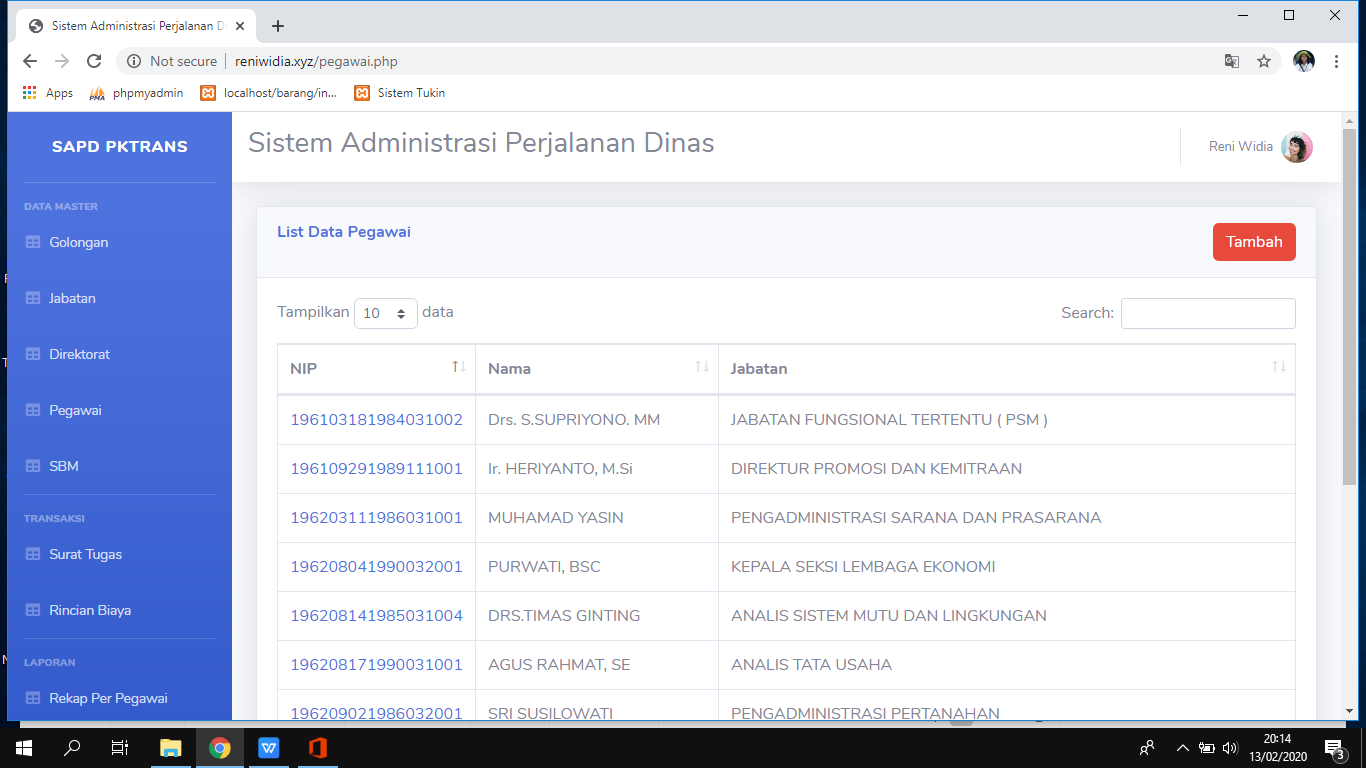 Sistem Administrasi Perjalanan D
Not secure | reniwidia.xyz/pegawai.php
Apps phpmyadmin localhost/barang/in... Sistem Tukin
SAPD PKTRANS
Sistem Administrasi Perjalanan Dinas
Reni Widia
DATA MASTER
Golongan
Jabatan
Direktorat
Pegawai
SBM
TRANSAKSI
Surat Tugas
Rincian Biaya
LAPORAN
Rekap Per Pegawai
List Data Pegawai
Tambah
Tampilkan 10 data
Search:
NIP Nama Jabatan
196103181984031002 Drs. S.SUPRIYONO. MM JABATAN FUNGSIONAL TERTENTU ( PSM )
196109291989111001 Ir. HERIYANTO, M.Si DIREKTUR PROMOSI DAN KEMITRAAN
196203111986031001 MUHAMAD YASIN PENGADMINISTRASI SARANA DAN PRASARANA
196208041990032001 PURWATI, BSC KEPALA SEKSI LEMBAGA EKONOMI
196208141985031004 DRS.TIMAS GINTING ANALIS SISTEM MUTU DAN LINGKUNGAN
196208171990031001 AGUS RAHMAT, SE ANALIS TATA USAHA
196209021986032001 SRI SUSILOWATI PENGADMINISTRASI PERTANAHAN
20:14
13/02/2020
3